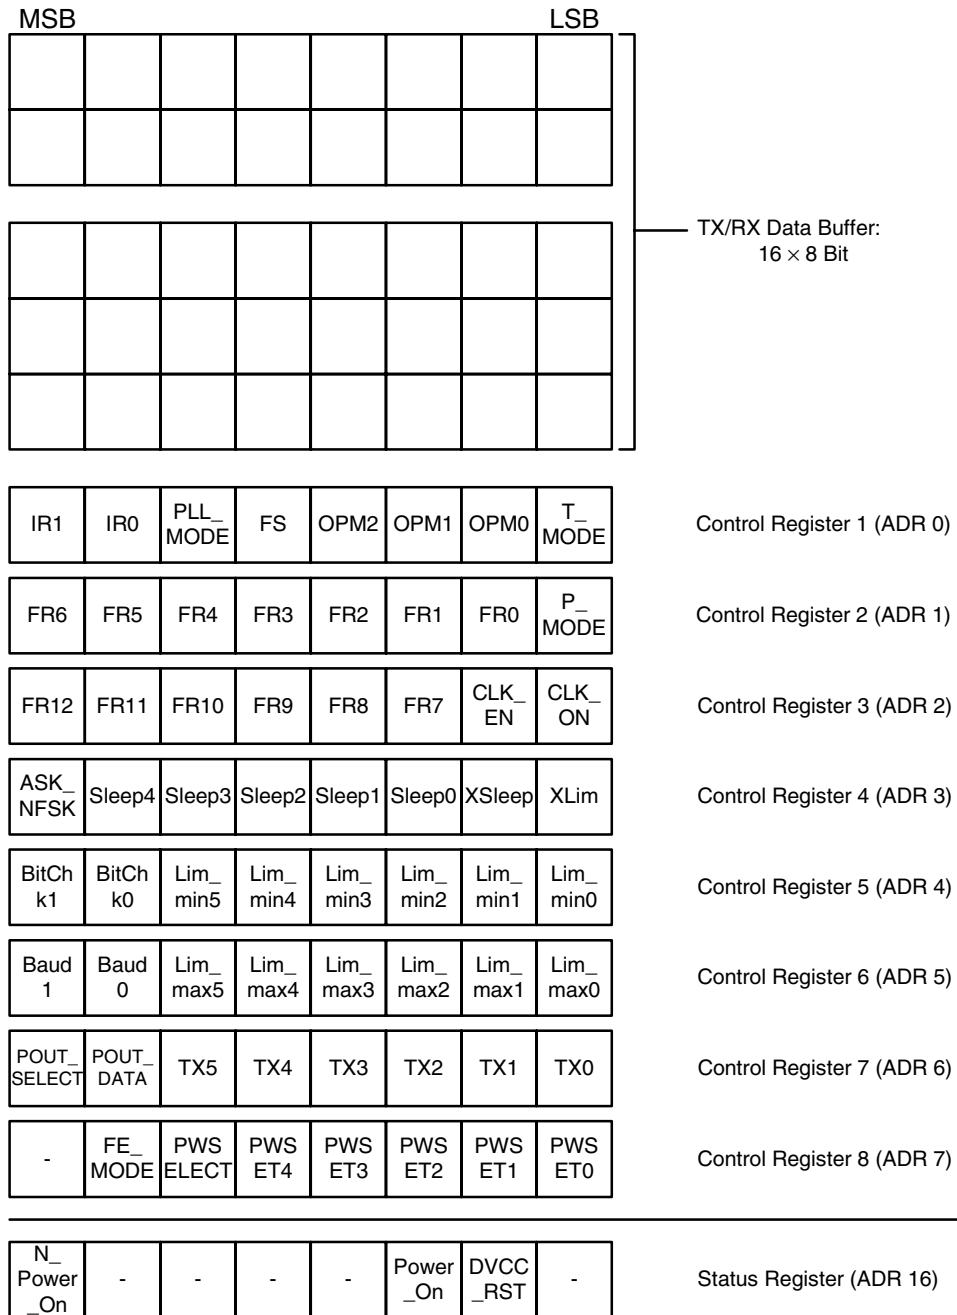 MSB LSB
TX/RX Data Buffer:
16 × 8 Bit
IR1 IR0 PLL_ MODE FS OPM2 OPM1 OPM0 T_ MODE Control Register 1 (ADR 0)
FR6 FR5 FR4 FR3 FR2 FR1 FR0 P_ MODE Control Register 2 (ADR 1)
FR12 FR11 FR10 FR9 FR8 FR7 CLK_ EN CLK_ ON Control Register 3 (ADR 2)
ASK_ NFSK Sleep4 Sleep3 Sleep2 Sleep1 Sleep0 XSleep XLim Control Register 4 (ADR 3)
BitCh k1 BitCh k0 Lim_ min5 Lim_ min4 Lim_ min3 Lim_ min2 Lim_ min1 Lim_ min0 Control Register 5 (ADR 4)
Baud 1 Baud 0 Lim_ max5 Lim_ max4 Lim_ max3 Lim_ max2 Lim_ max1 Lim_ max0 Control Register 6 (ADR 5)
POUT_ SELECT POUT_ DATA TX5 TX4 TX3 TX2 TX1 TX0 Control Register 7 (ADR 6)
- FE_ MODE PWS ELECT PWS ET4 PWS ET3 PWS ET2 PWS ET1 PWS ET0 Control Register 8 (ADR 7)
N_ Power _On - - - - Power _On DVCC _RST - Status Register (ADR 16)